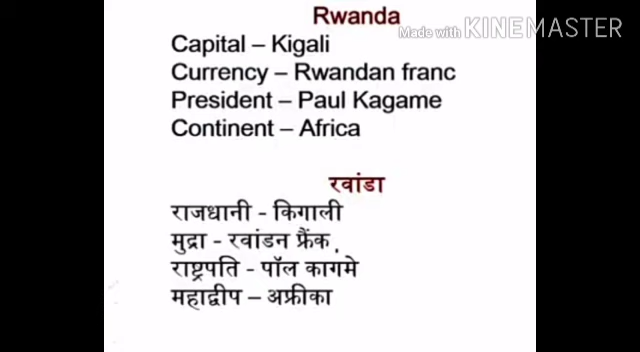 Rwanda
Made with KINEMASTER
Capital – Kigali
Currency – Rwandan franc
President – Paul Kagame
Continent – Africa
रवांडा
राजधानी - किगाली
मुद्रा - रवांडन फ्रैंक
राष्ट्रपति - पॉल कागमे
महाद्वीप – अफ्रीका